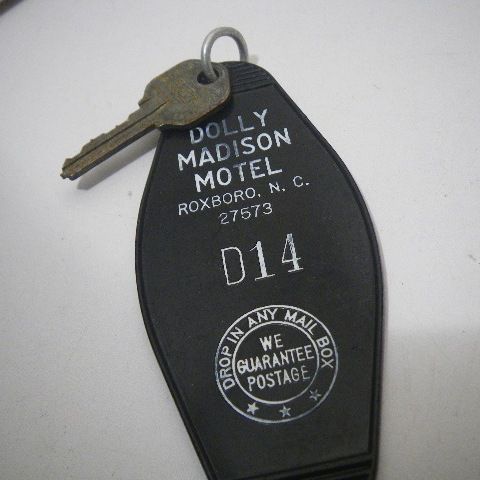 DOLLY
MADISON
MOTEL
ROXBORO, N. C.
27573
D14
DROP IN ANY MAIL BOX
WE
GUARANTEE
POSTAGE